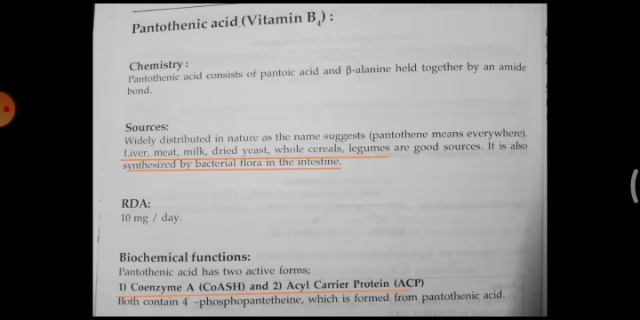 Pantothenic acid (Vitamin B4) :
Chemistry :
Pantothenic acid consists of pantoic acid and β-alanine held together by an amide
bond.
Sources:
Widely distributed in nature as the name suggests (pantothene means everywhere).
Liver, meat, milk, dried yeast, whole cereals, legumes are good sources. It is also
synthesized by bacterial flora in the intestine.
RDA:
10 mg / day.
Biochemical functions:
Pantothenic acid has two active forms;
1) Coenzyme A (CoASH) and 2) Acyl Carrier Protein (ACP)
Both contain 4 -phosphopantetheine, which is formed from pantothenic acid.